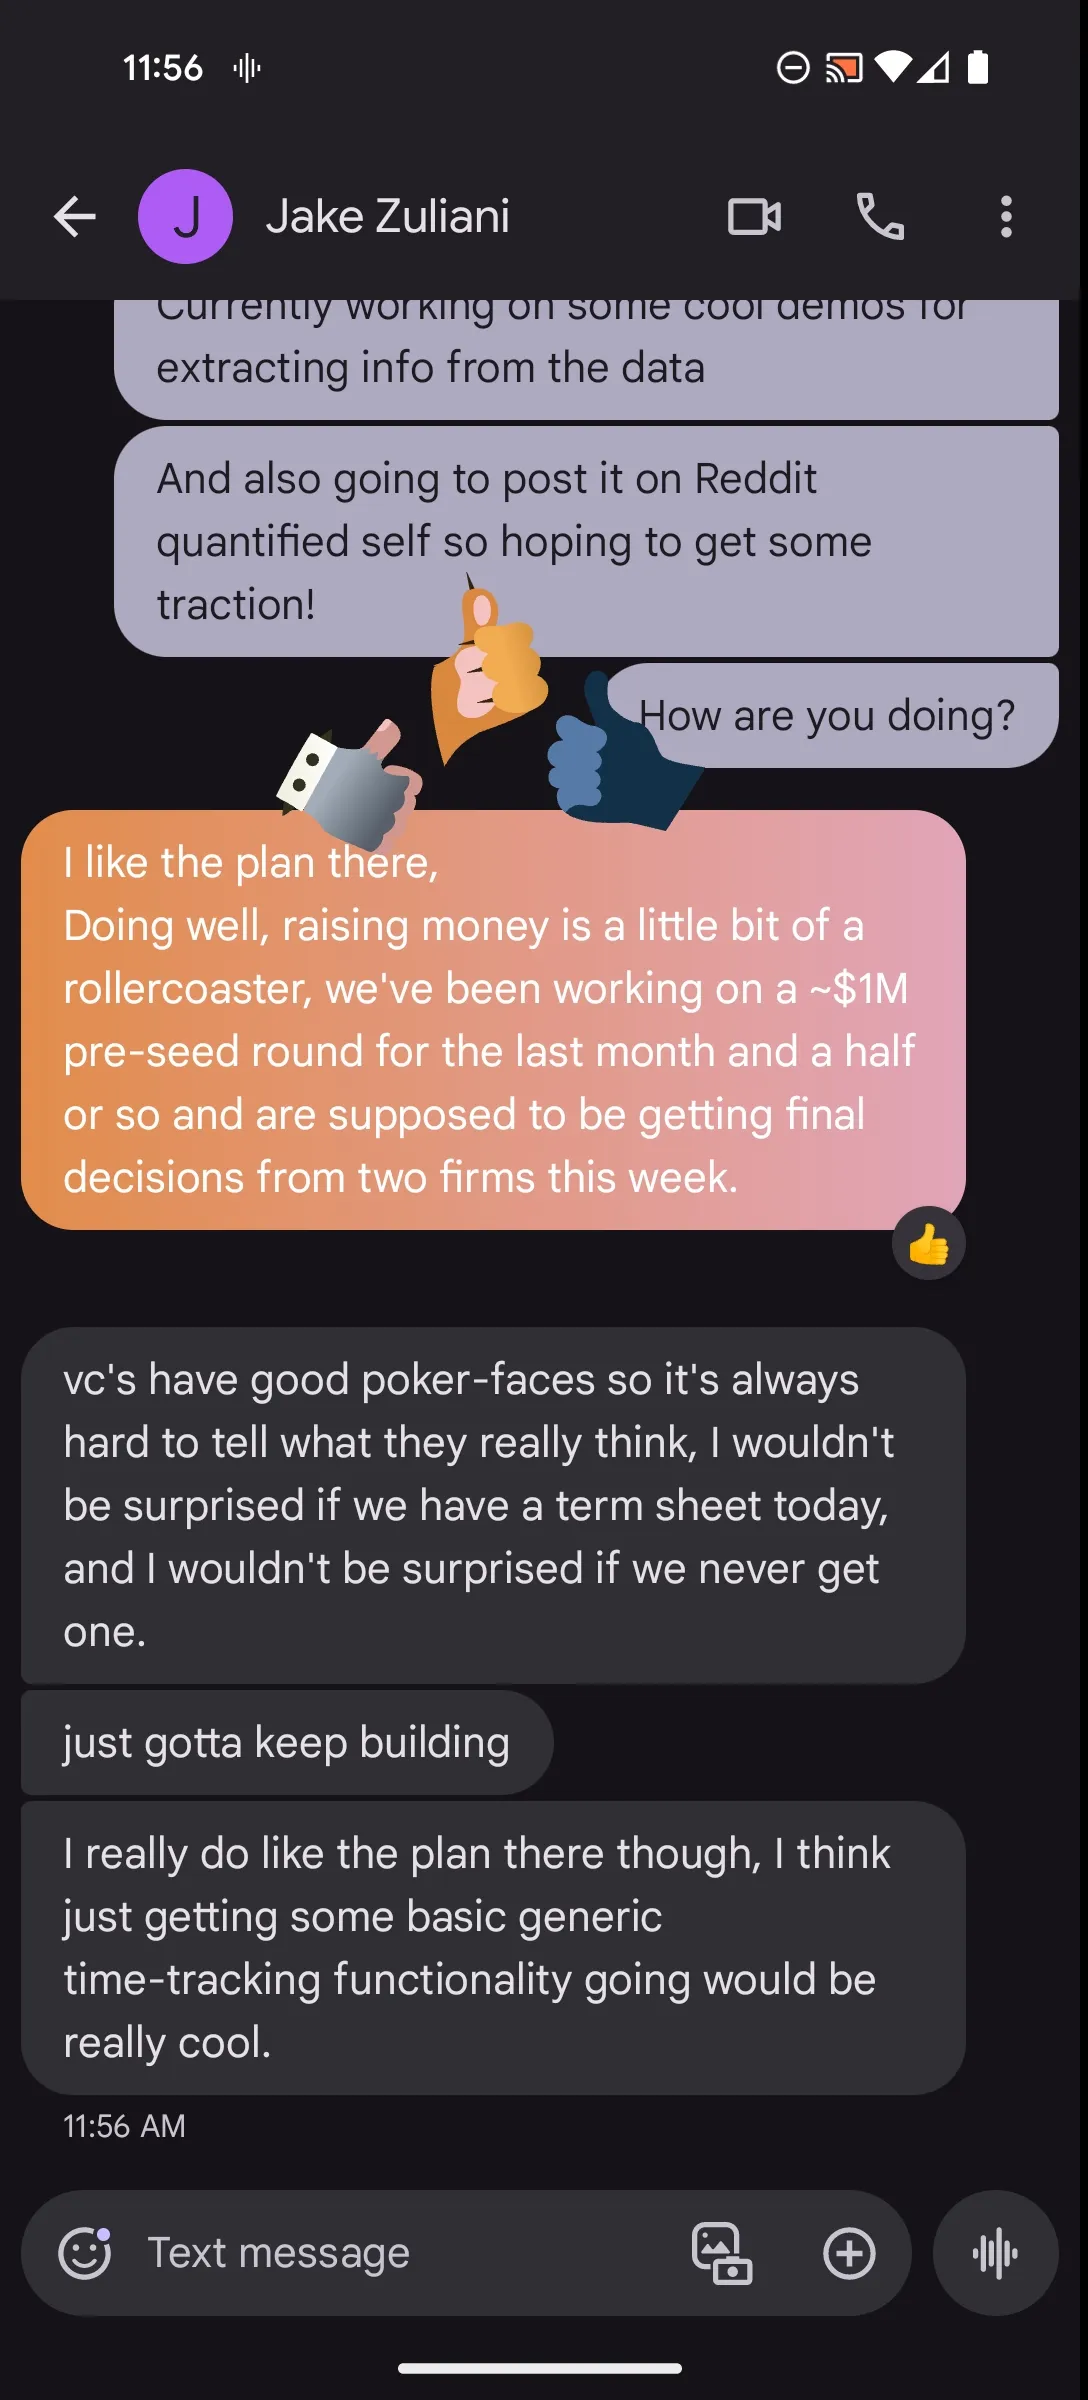 11:56
J
Jake Zuliani
Currently working on some cool demos for
extracting info from the data
And also going to post it on Reddit
quantified self so hoping to get some
traction!
How are you doing?
I like the plan there,
Doing well, raising money is a little bit of a
rollercoaster, we've been working on a ~$1M
pre-seed round for the last month and a half
or so and are supposed to be getting final
decisions from two firms this week.
vc's have good poker-faces so it's always
hard to tell what they really think, I wouldn't
be surprised if we have a term sheet today,
and I wouldn't be surprised if we never get
one.
just gotta keep building
I really do like the plan there though, I think
just getting some basic generic
time-tracking functionality going would be
really cool.
11:56 AM
Text message